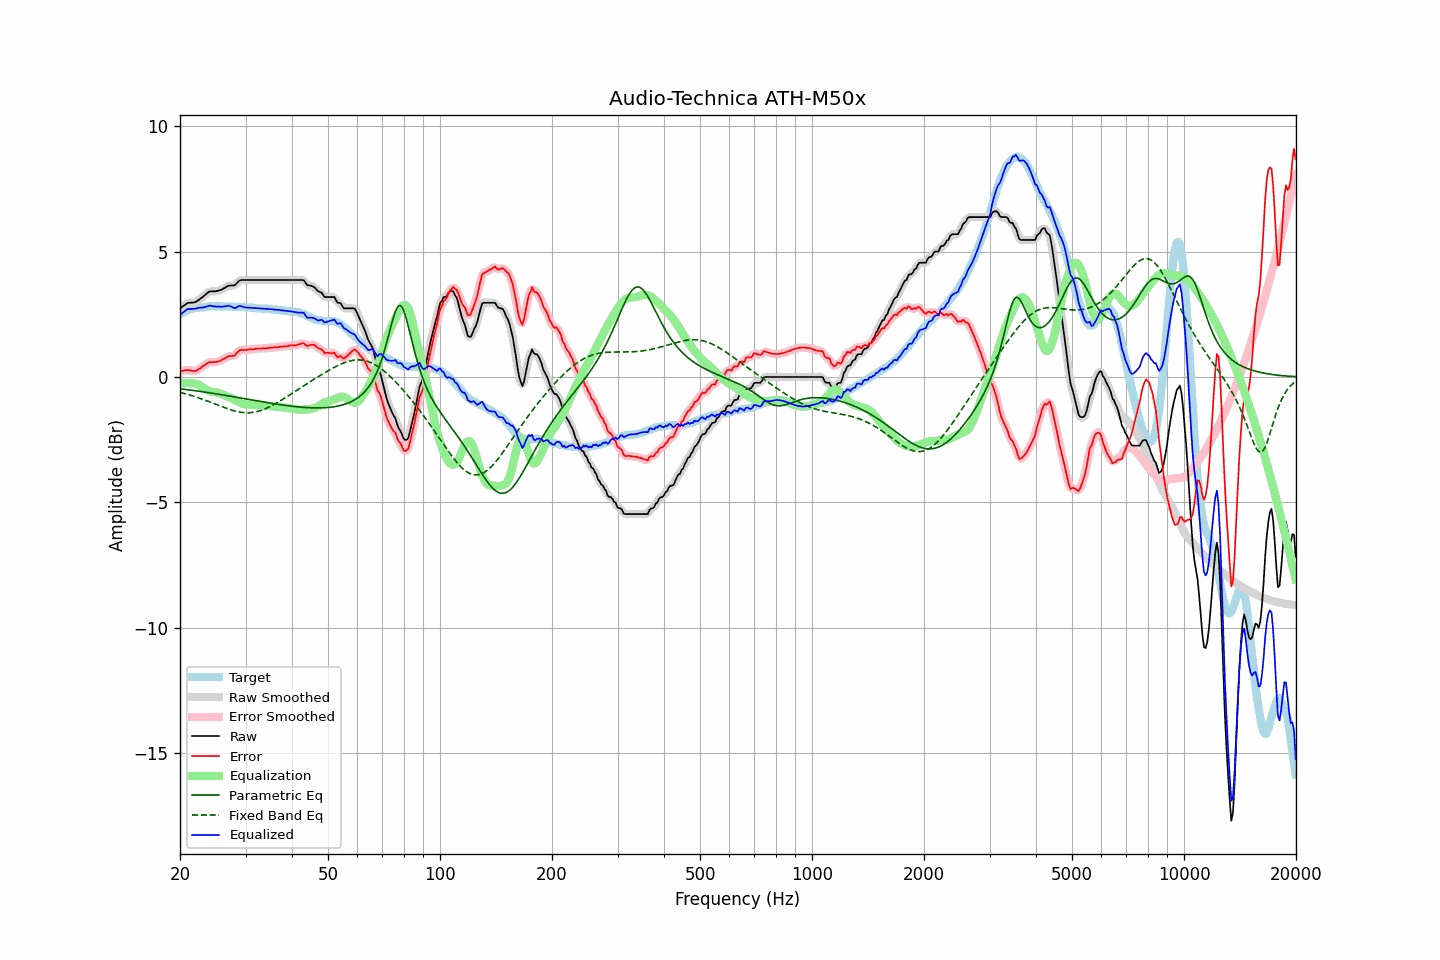 Audio-Technica ATH-M50x
Amplitude (dBr)
10
5
0
−5
−10
−15
Target
Raw Smoothed
Error Smoothed
Raw
Error
Equalization
Parametric Eq
Fixed Band Eq
Equalized
20 50 100 200 500 1000 2000 5000 10000 20000
Frequency (Hz)